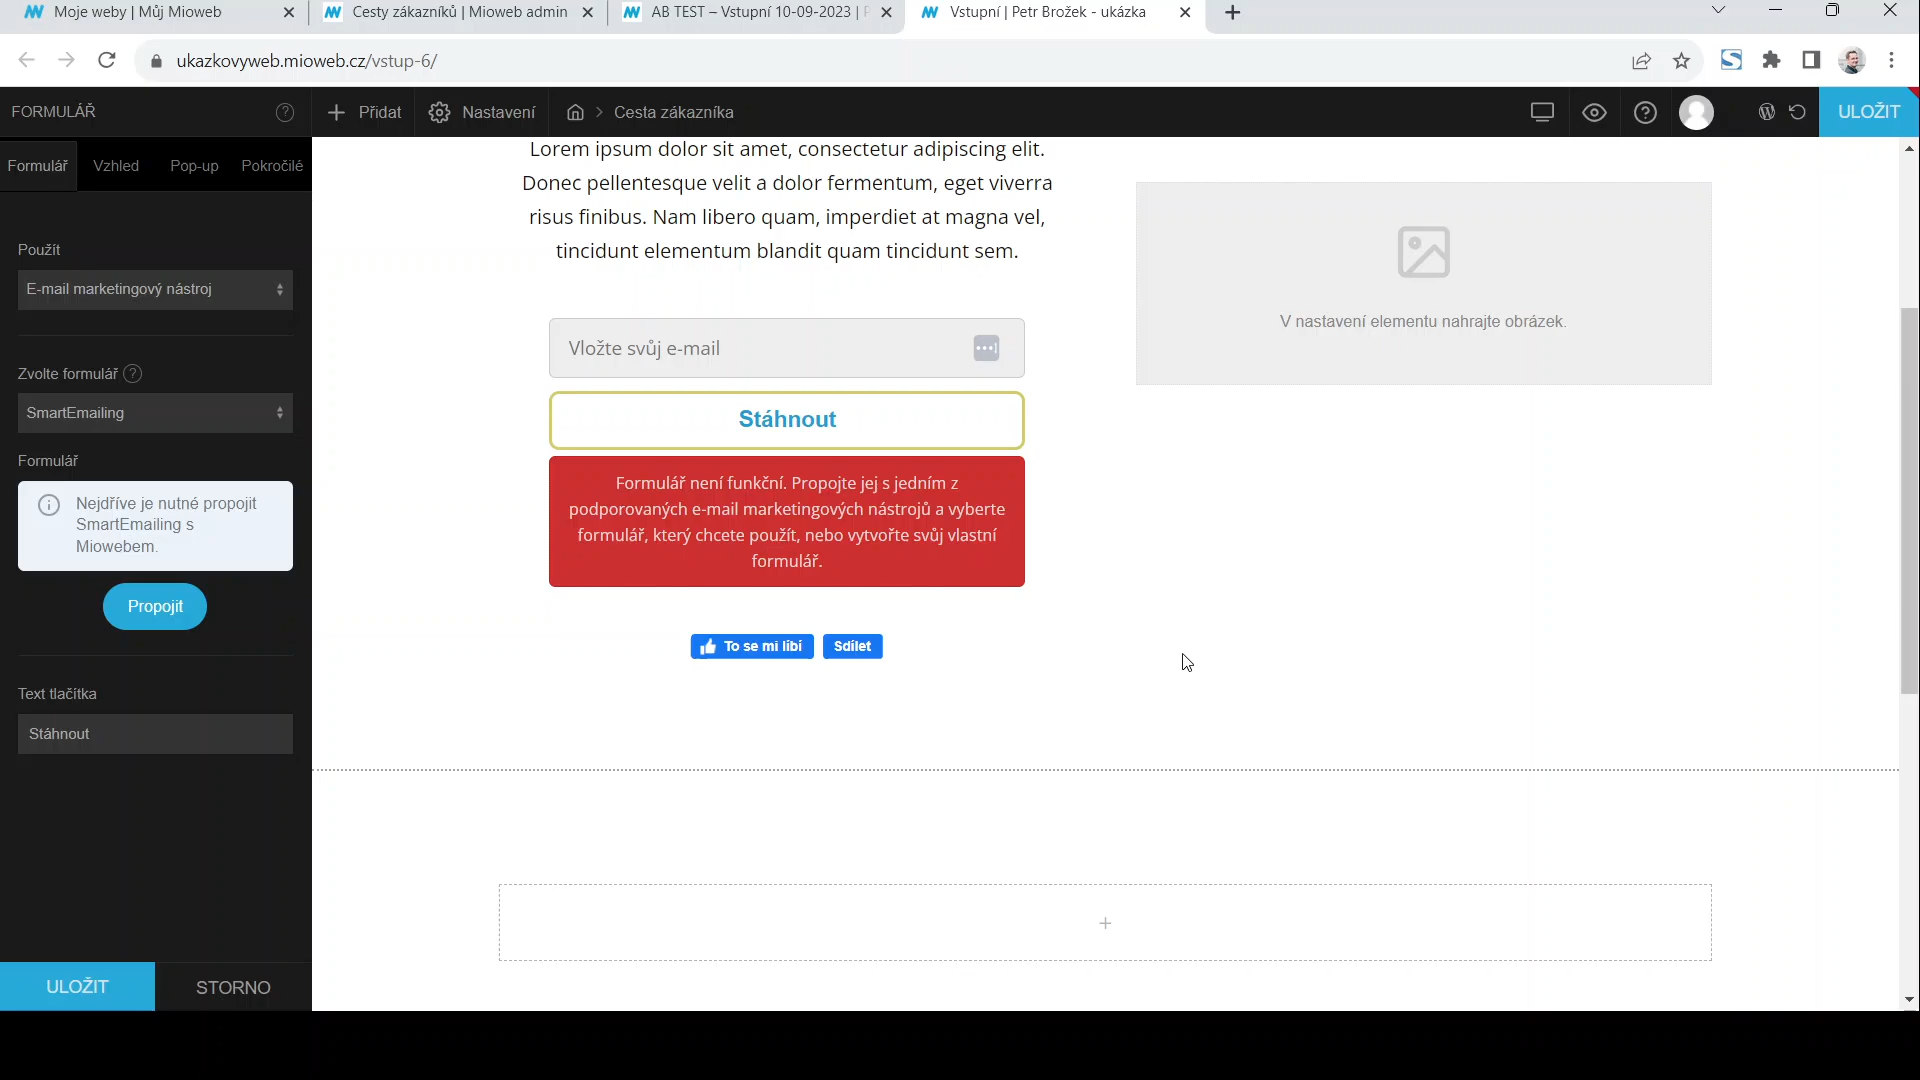 Moje weby | Můj Mioweb
Cesty zákazníků | Mioweb admin
AB TEST – Vstupní 10-09-2023 |
Vstupní | Petr Brožek - ukázka
ukazkovyweb.mioweb.cz/vstup-6/
FORMULÁŘ
Přidat
Nastavení
Cesta zákazníka
ULOŽIT
Formulář
Vzhled
Pop-up
Pokročilé
Použít
E-mail marketingový nástroj
Zvolte formulář
SmartEmailing
Formulář
Nejdříve je nutné propojit
SmartEmailing s
Miowebem.
Propojit
Text tlačítka
Stáhnout
ULOŽIT
STORNO
Lorem ipsum dolor sit amet, consectetur adipiscing elit.
Donec pellentesque velit a dolor fermentum, eget viverra
risus finibus. Nam libero quam, imperdiet at magna vel,
tincidunt elementum blandit quam tincidunt sem.
Vložte svůj e-mail
Stáhnout
Formulář není funkční. Propojte jej s jedním z
podporovaných e-mail marketingových nástrojů a vyberte
formulář, který chcete použít, nebo vytvořte svůj vlastní
formulář.
To se mi líbí
Sdílet
V nastavení elementu nahrajte obrázek.